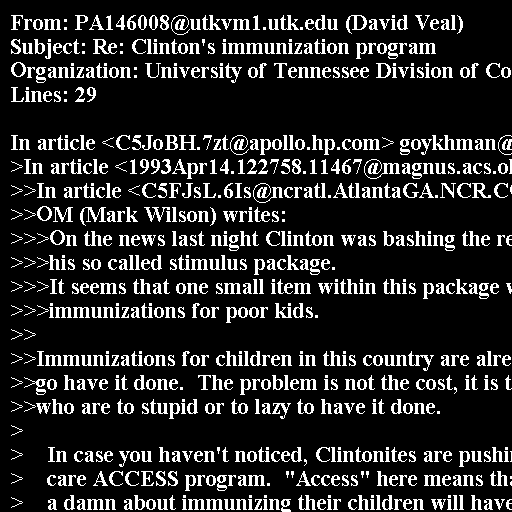 From: PA146008@utkvm1.utk.edu (David Veal)
Subject: Re: Clinton's immunization program
Organization: University of Tennessee Division of Co
Lines: 29

In article <C5JoBH.7zt@apollo.hp.com> goykhman@
>In article <1993Apr14.122758.11467@magnus.acs.o
>>In article <C5FJsL.6Is@ncratl.AtlantaGA.NCR.C
>>OM (Mark Wilson) writes:
>>>On the news last night Clinton was bashing the re
>>>his so called stimulus package.
>>>It seems that one small item within this package
>>>immunizations for poor kids.
>>
>>Immunizations for children in this country are alre
>>go have it done.  The problem is not the cost, it is t
>>who are to stupid or to lazy to have it done.
>
>    In case you haven't noticed, Clintonites are pushi
>    care ACCESS program.  "Access" here means tha
>    a damn about immunizing their children will have